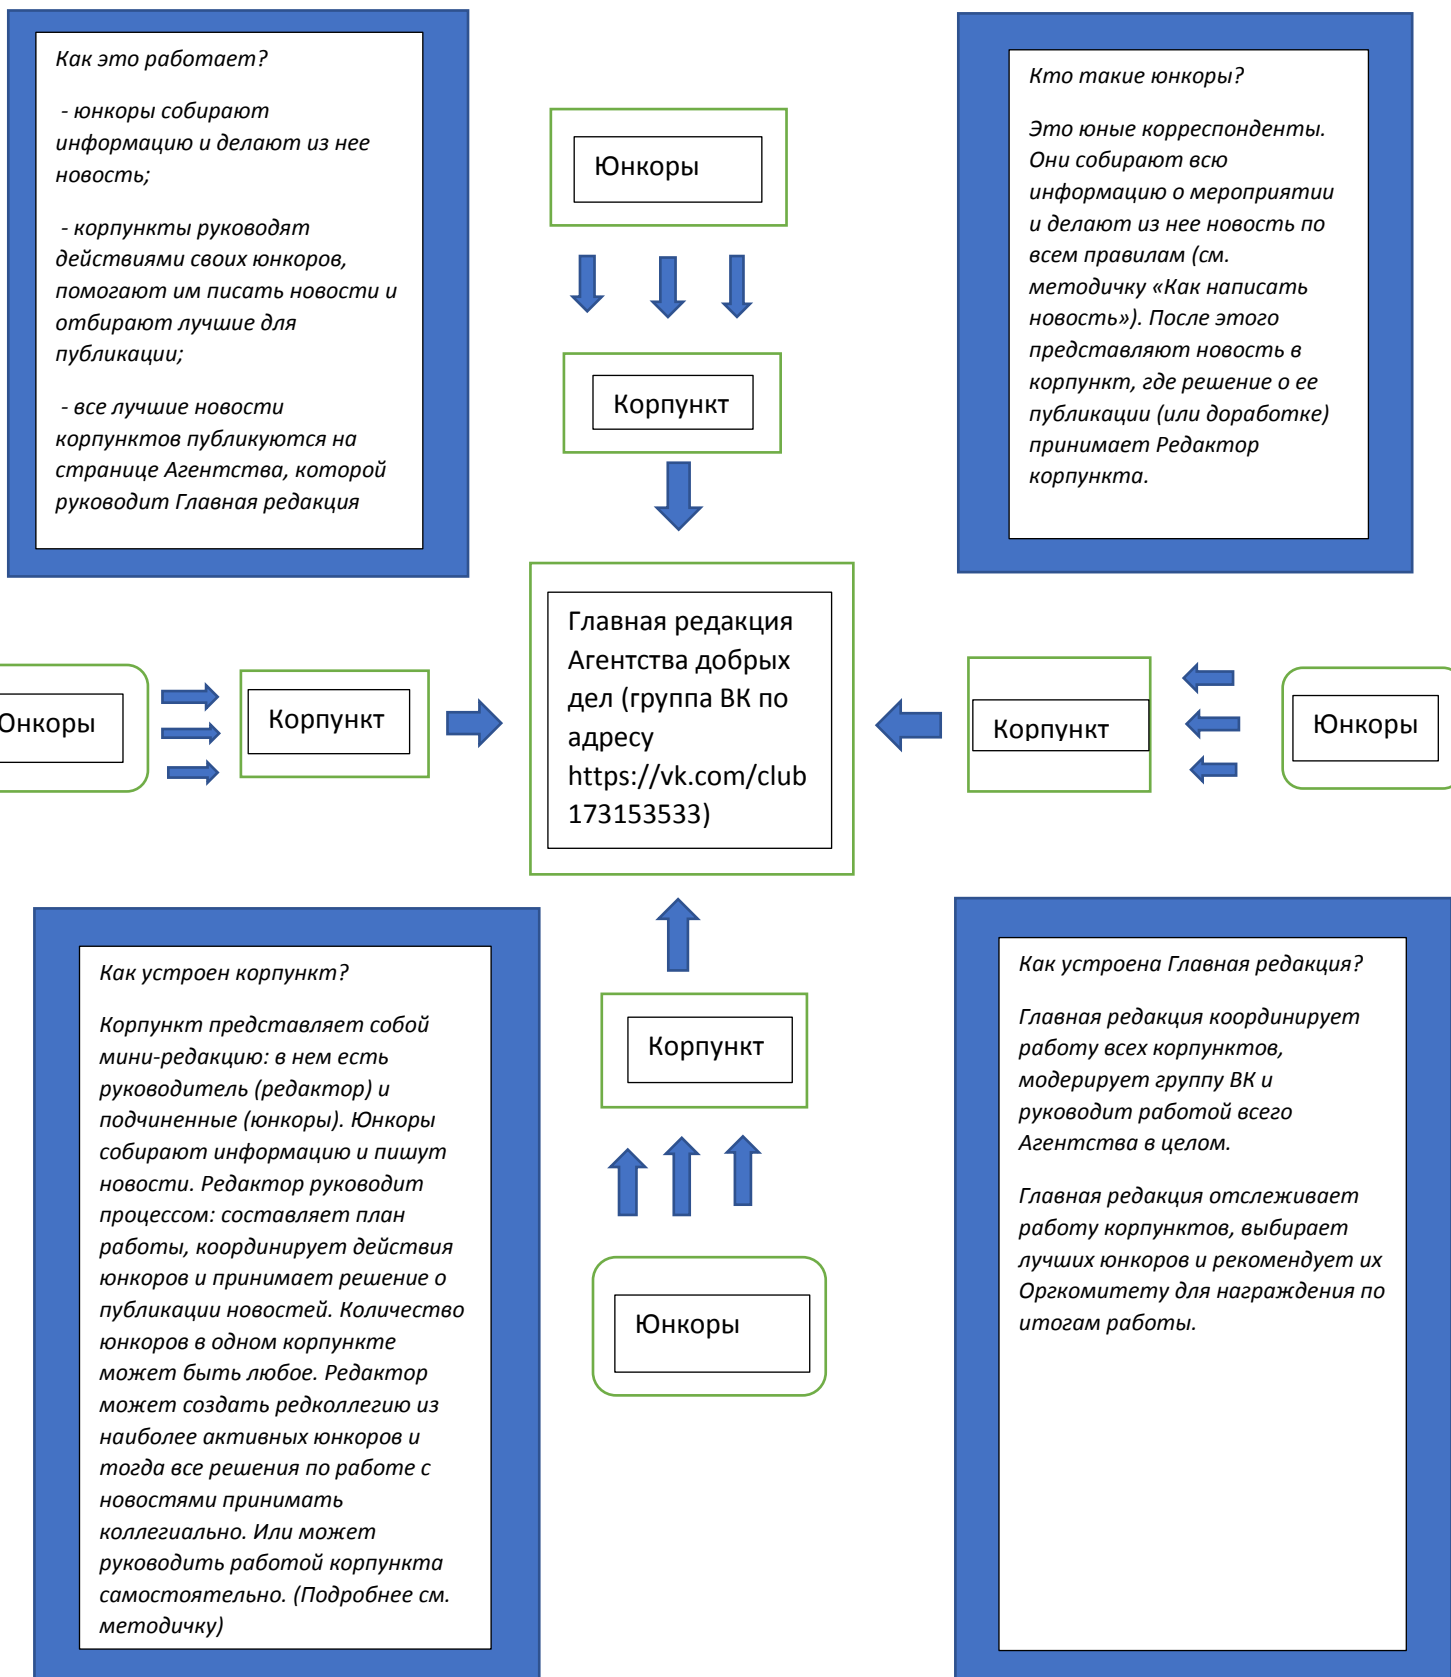 Как это работает?
- юнкоры собирают
информацию и делают из нее
новость;
- корпункты руководят
действиями своих юнкоров,
помогают им писать новости и
отбирают лучшие для
публикации;
- все лучшие новости
корпунктов публикуются на
странице Агентства, которой
руководит Главная редакция
Юнкоры
Корпункт
Кто такие юнкоры?
Это юные корреспонденты.
Они собирают всю
информацию о мероприятии
и делают из нее новость по
всем правилам (см.
методичку «Как написать
новость»). После этого
представляют новость в
корпункт, где решение о ее
публикации (или доработке)
принимает Редактор
корпункта.
Юнкоры
Корпункт
Главная редакция
Агентства добрых
дел (группа ВК по
адресу
https://vk.com/club
173153533)
Корпункт
Юнкоры
Как устроен корпункт?
Корпункт представляет собой
мини-редакцию: в нем есть
руководитель (редактор) и
подчиненные (юнкоры). Юнкоры
собирают информацию и пишут
новости. Редактор руководит
процессом: составляет план
работы, координирует действия
юнкоров и принимает решение о
публикации новостей. Количество
юнкоров в одном корпункте
может быть любое. Редактор
может создать редколлегию из
наиболее активных юнкоров и
тогда все решения по работе с
новостями принимать
коллегиально. Или может
руководить работой корпункта
самостоятельно. (Подробнее см.
методичку)
Корпункт
Юнкоры
Как устроена Главная редакция?
Главная редакция координирует
работу всех корпунктов,
модерирует группу ВК и
руководит работой всего
Агентства в целом.
Главная редакция отслеживает
работу корпунктов, выбирает
лучших юнкоров и рекомендует их
Оргкомитету для награждения по
итогам работы.